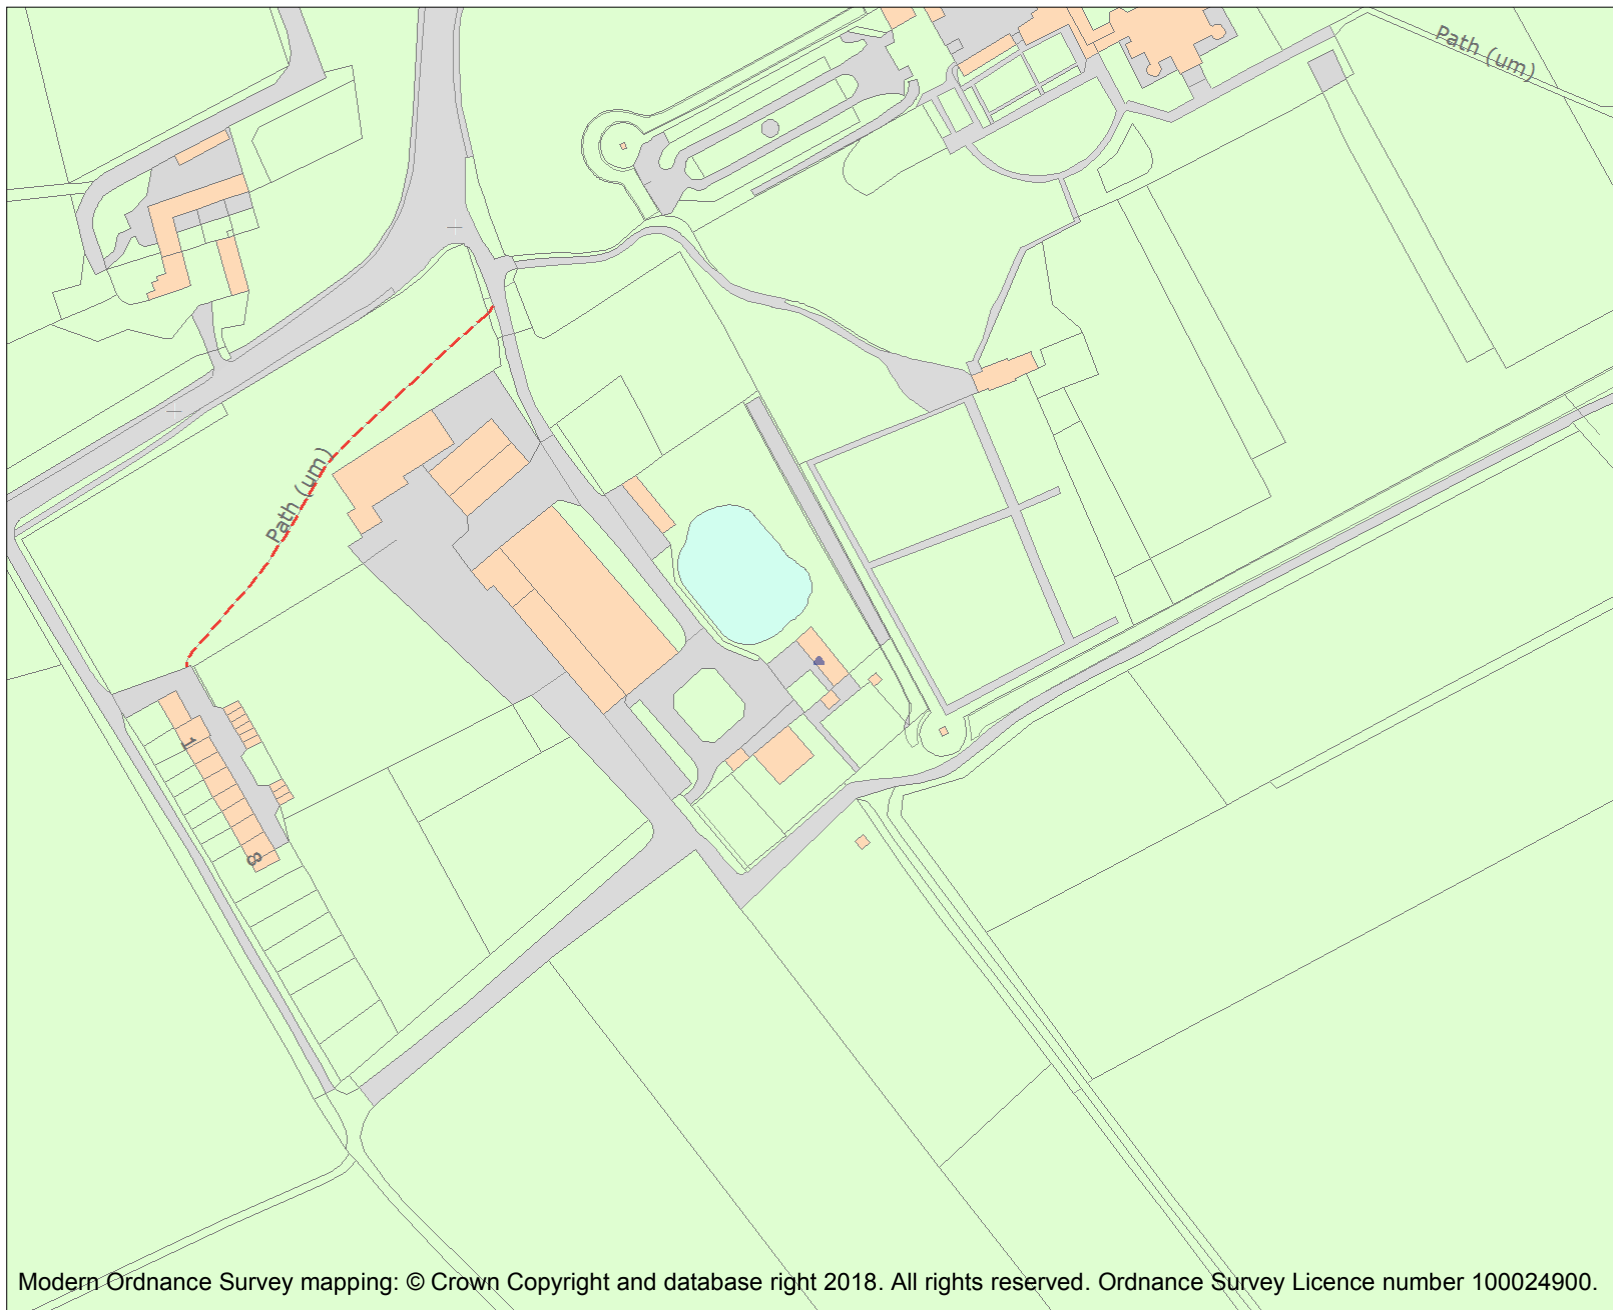 Path (um)
Path (um)
1
8
Modern Ordnance Survey mapping: © Crown Copyright and database right 2018. All rights reserved. Ordnance Survey Licence number 100024900.